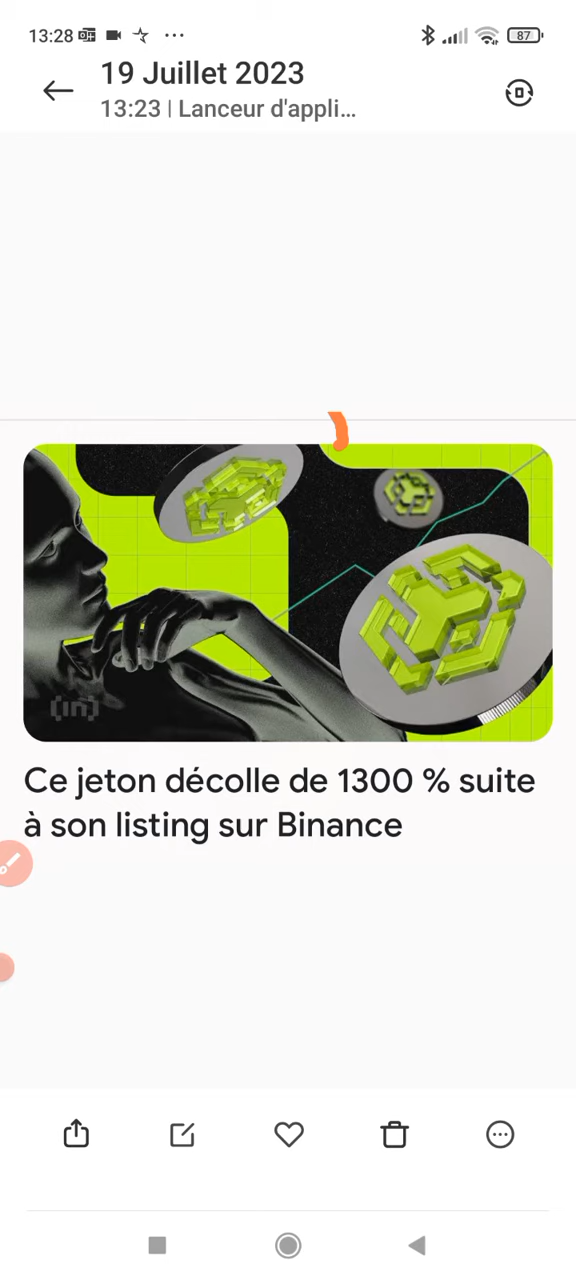 13:28
87
19 Juillet 2023
13:23 | Lanceur d'appli...
[in]
Ce jeton décolle de 1300 % suite
à son listing sur Binance